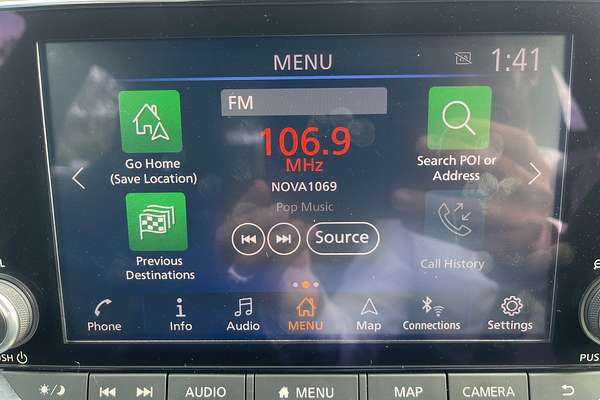 MENU
1:41
FM
106.9
MHz
NOVA1069
Pop Music
Source
Go Home
(Save Location)
Search POI or
Address
Previous
Destinations
Call History
Phone
Info
Audio
MENU
Map
Connections
Settings
AUDIO
MENU
MAP
CAMERA